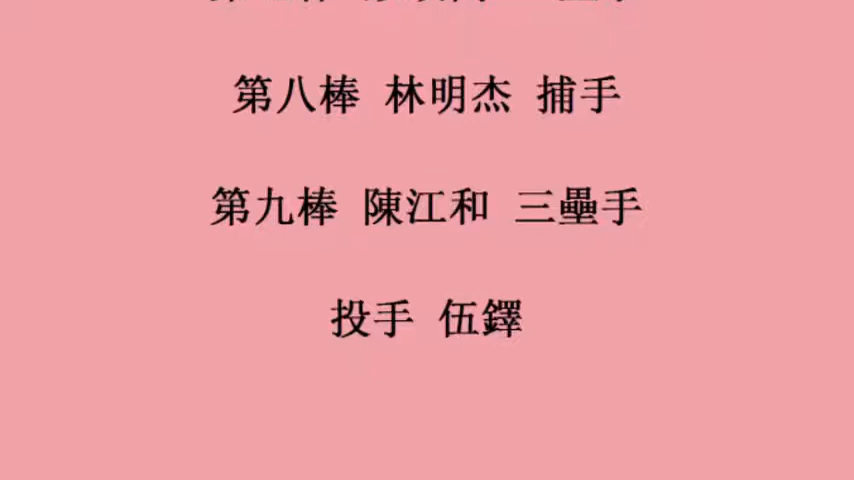 第八棒 林明杰 捕手
第九棒 陳江和 三壘手
投手 伍鐸